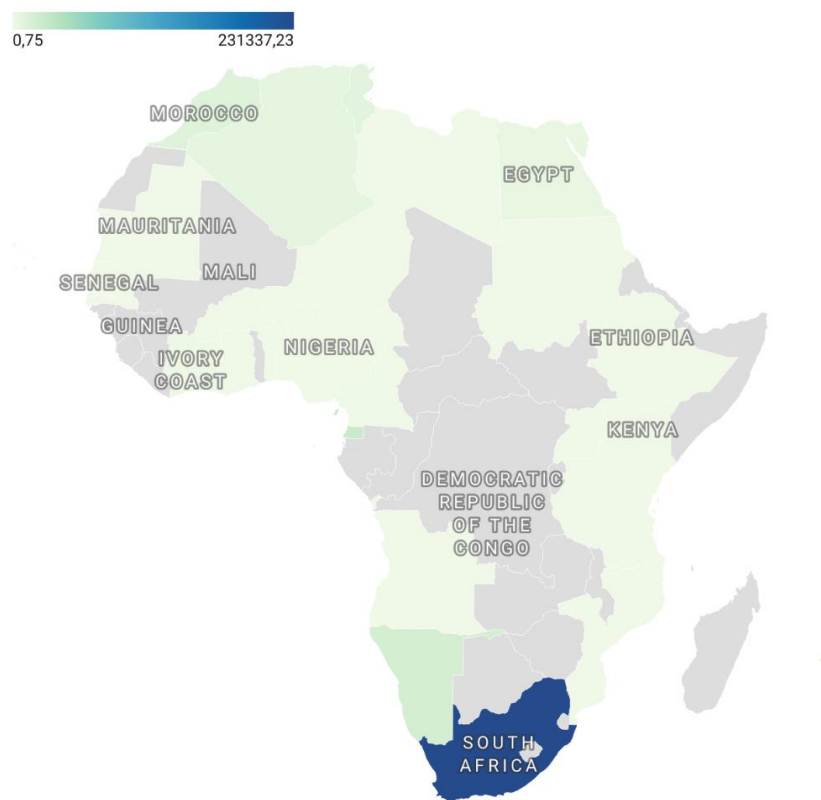 0,75
231337,23
MOROCCO
EGYPT
MAURITANIA
MALI
SENEGAL
GUINEA
IVORY
COAST
NIGERIA
ETHIOPIA
KENYA
DEMOCRATIC
REPUBLIC
OF THE
CONGO
SOUTH
AFRICA